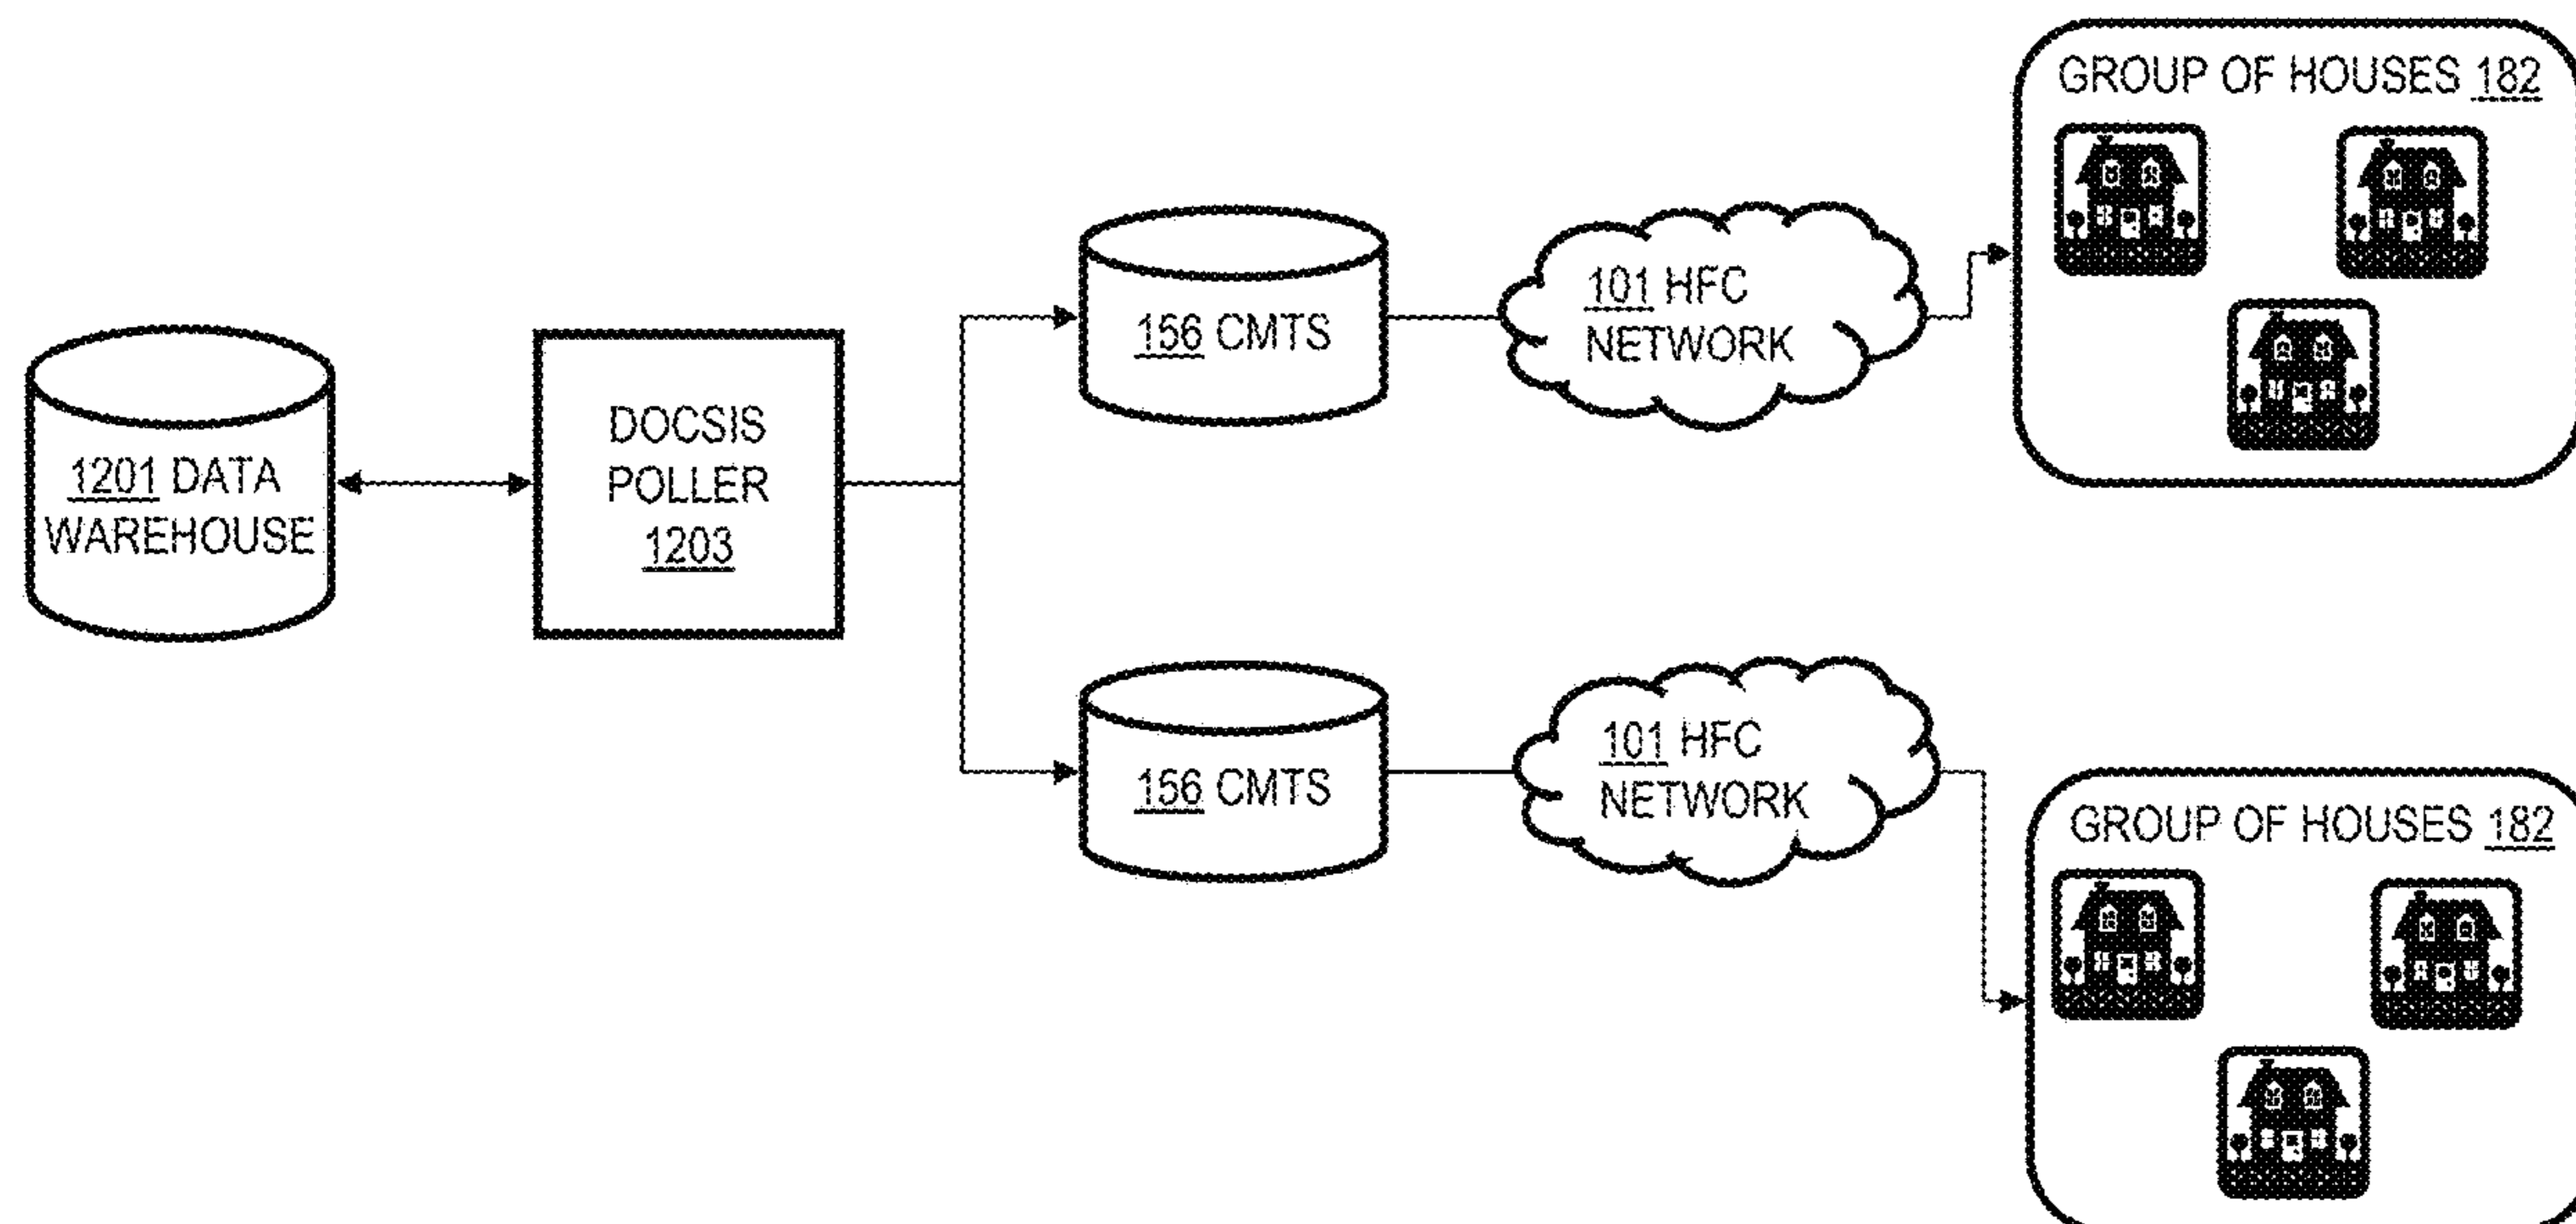 GROUP OF HOUSES 182
101 HFC
NETWORK
156 CMTS
DOCSIS
POLLER
1203
1201 DATA
WAREHOUSE
101 HFC
NETWORK
156 CMTS
GROUP OF HOUSES 182